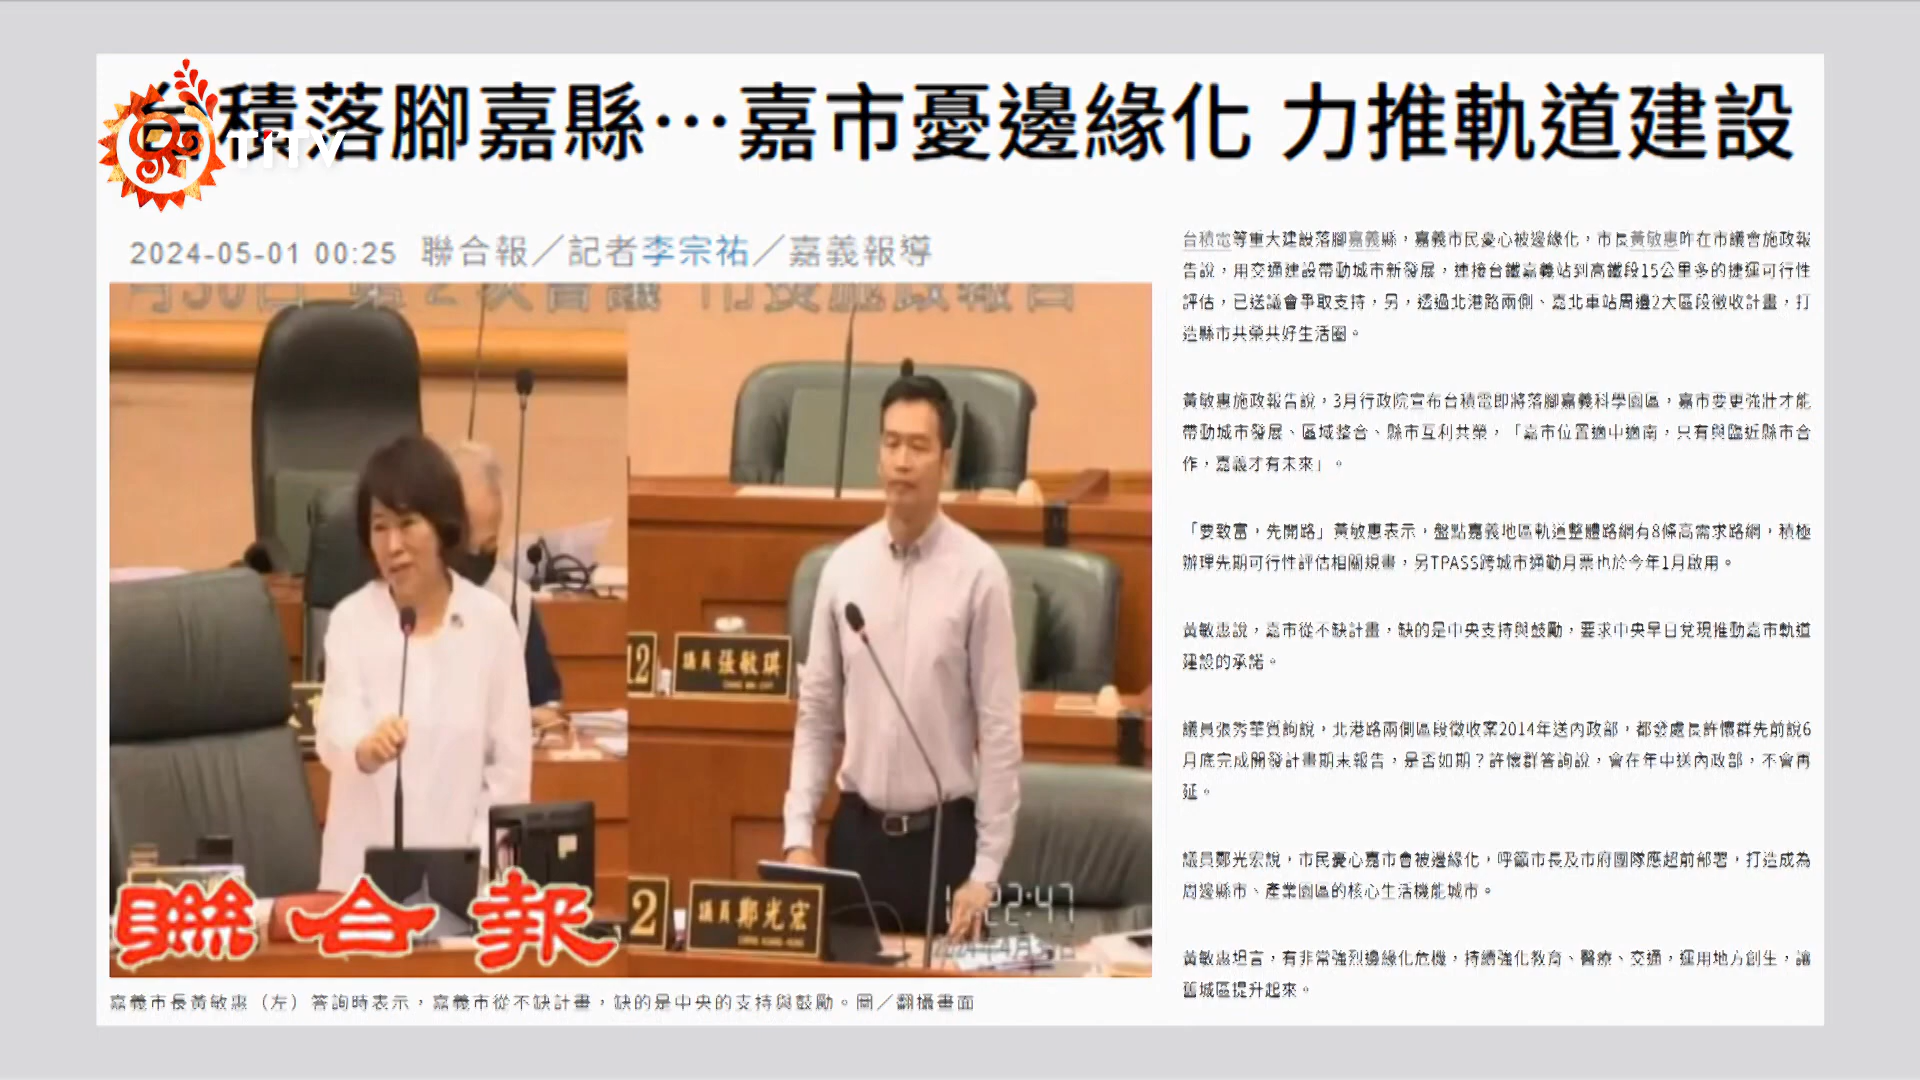 台積落腳嘉縣…嘉市憂邊緣化 力推軌道建設
TITV
2024-05-01 00:25 聯合報／記者李宗祐／嘉義報導
月30日 第2次會議 市長施政報告
12
議員 張敏琪
2
議員 鄭光宏
聯合報
嘉義市長黃敏惠（左）答詢時表示，嘉義市從不缺計畫，缺的是中央的支持與鼓勵。圖／翻攝畫面
台積電等重大建設落腳嘉義縣，嘉義市民憂心被邊緣化，市長黃敏惠昨在市議會施政報
告說，用交通建設帶動城市新發展，連接台鐵嘉義站到高鐵段15公里多的捷運可行性
評估，已送議會爭取支持，另，透過北港路兩側、嘉北車站周邊2大區段徵收計畫，打
造縣市共榮共好生活圈。
黃敏惠施政報告說，3月行政院宣布台積電即將落腳嘉義科學園區，嘉市要更強壯才能
帶動城市發展、區域整合、縣市互利共榮，「嘉市位置適中適南，只有與臨近縣市合
作，嘉義才有未來」。
「要致富，先開路」黃敏惠表示，盤點嘉義地區軌道整體路網有8條高需求路網，積極
辦理先期可行性評估相關規畫，另TPASS跨城市通勤月票也於今年1月啟用。
黃敏惠說，嘉市從不缺計畫，缺的是中央支持與鼓勵，要求中央早日兌現推動嘉市軌道
建設的承諾。
議員張秀華質詢說，北港路兩側區段徵收案2014年送內政部，都發處長許懷群先前說6
月底完成開發計畫期末報告，是否如期？許懷群答詢說，會在年中送內政部，不會再
延。
議員鄭光宏說，市民憂心嘉市會被邊緣化，呼籲市長及市府團隊應超前部署，打造成為
周邊縣市、產業園區的核心生活機能城市。
黃敏惠坦言，有非常強烈邊緣化危機，持續強化教育、醫療、交通，運用地方創生，讓
舊城區提升起來。